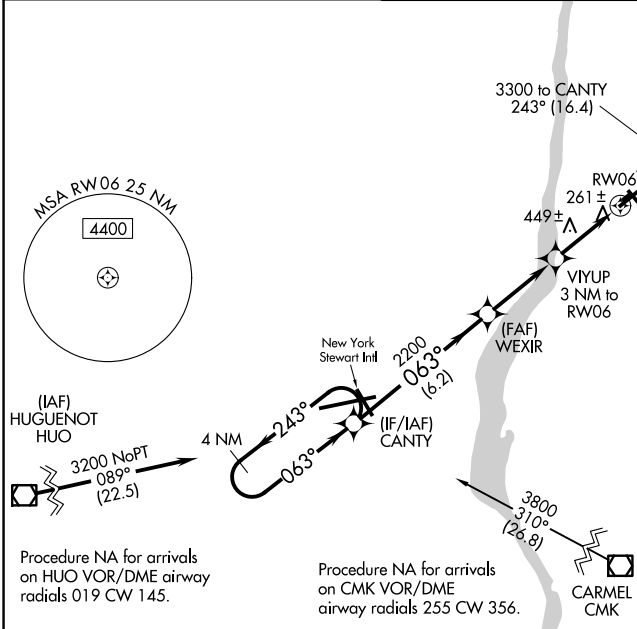 3300 to CANTY
243° (16.4)
MSA RW06 25 NM
4400
RW06
261±
449±
VIYUP
3 NM to
RW06
(FAF)
WEXIR
2200
063°
(6.2)
New York
Stewart Intl
(IF/IAF)
CANTY
243°
4 NM
063°
(IAF)
HUGUENOT
HUO
3200 NoPT
089°
(22.5)
3800
310°
(26.8)
CARMEL
CMK
Procedure NA for arrivals
on HUO VOR/DME airway
radials 019 CW 145.
Procedure NA for arrivals
on CMK VOR/DME
airway radials 255 CW 356.